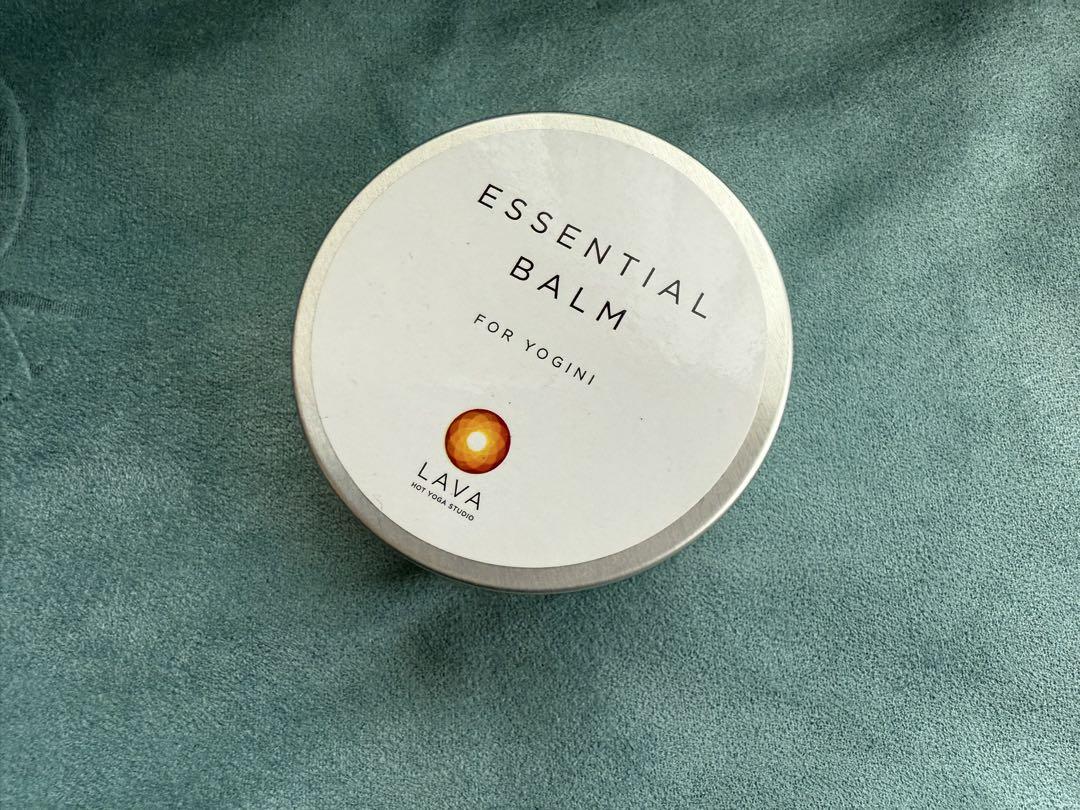 ESSENTIAL
BALM
FOR YOGINI
LAVA
HOT YOGA STUDIO